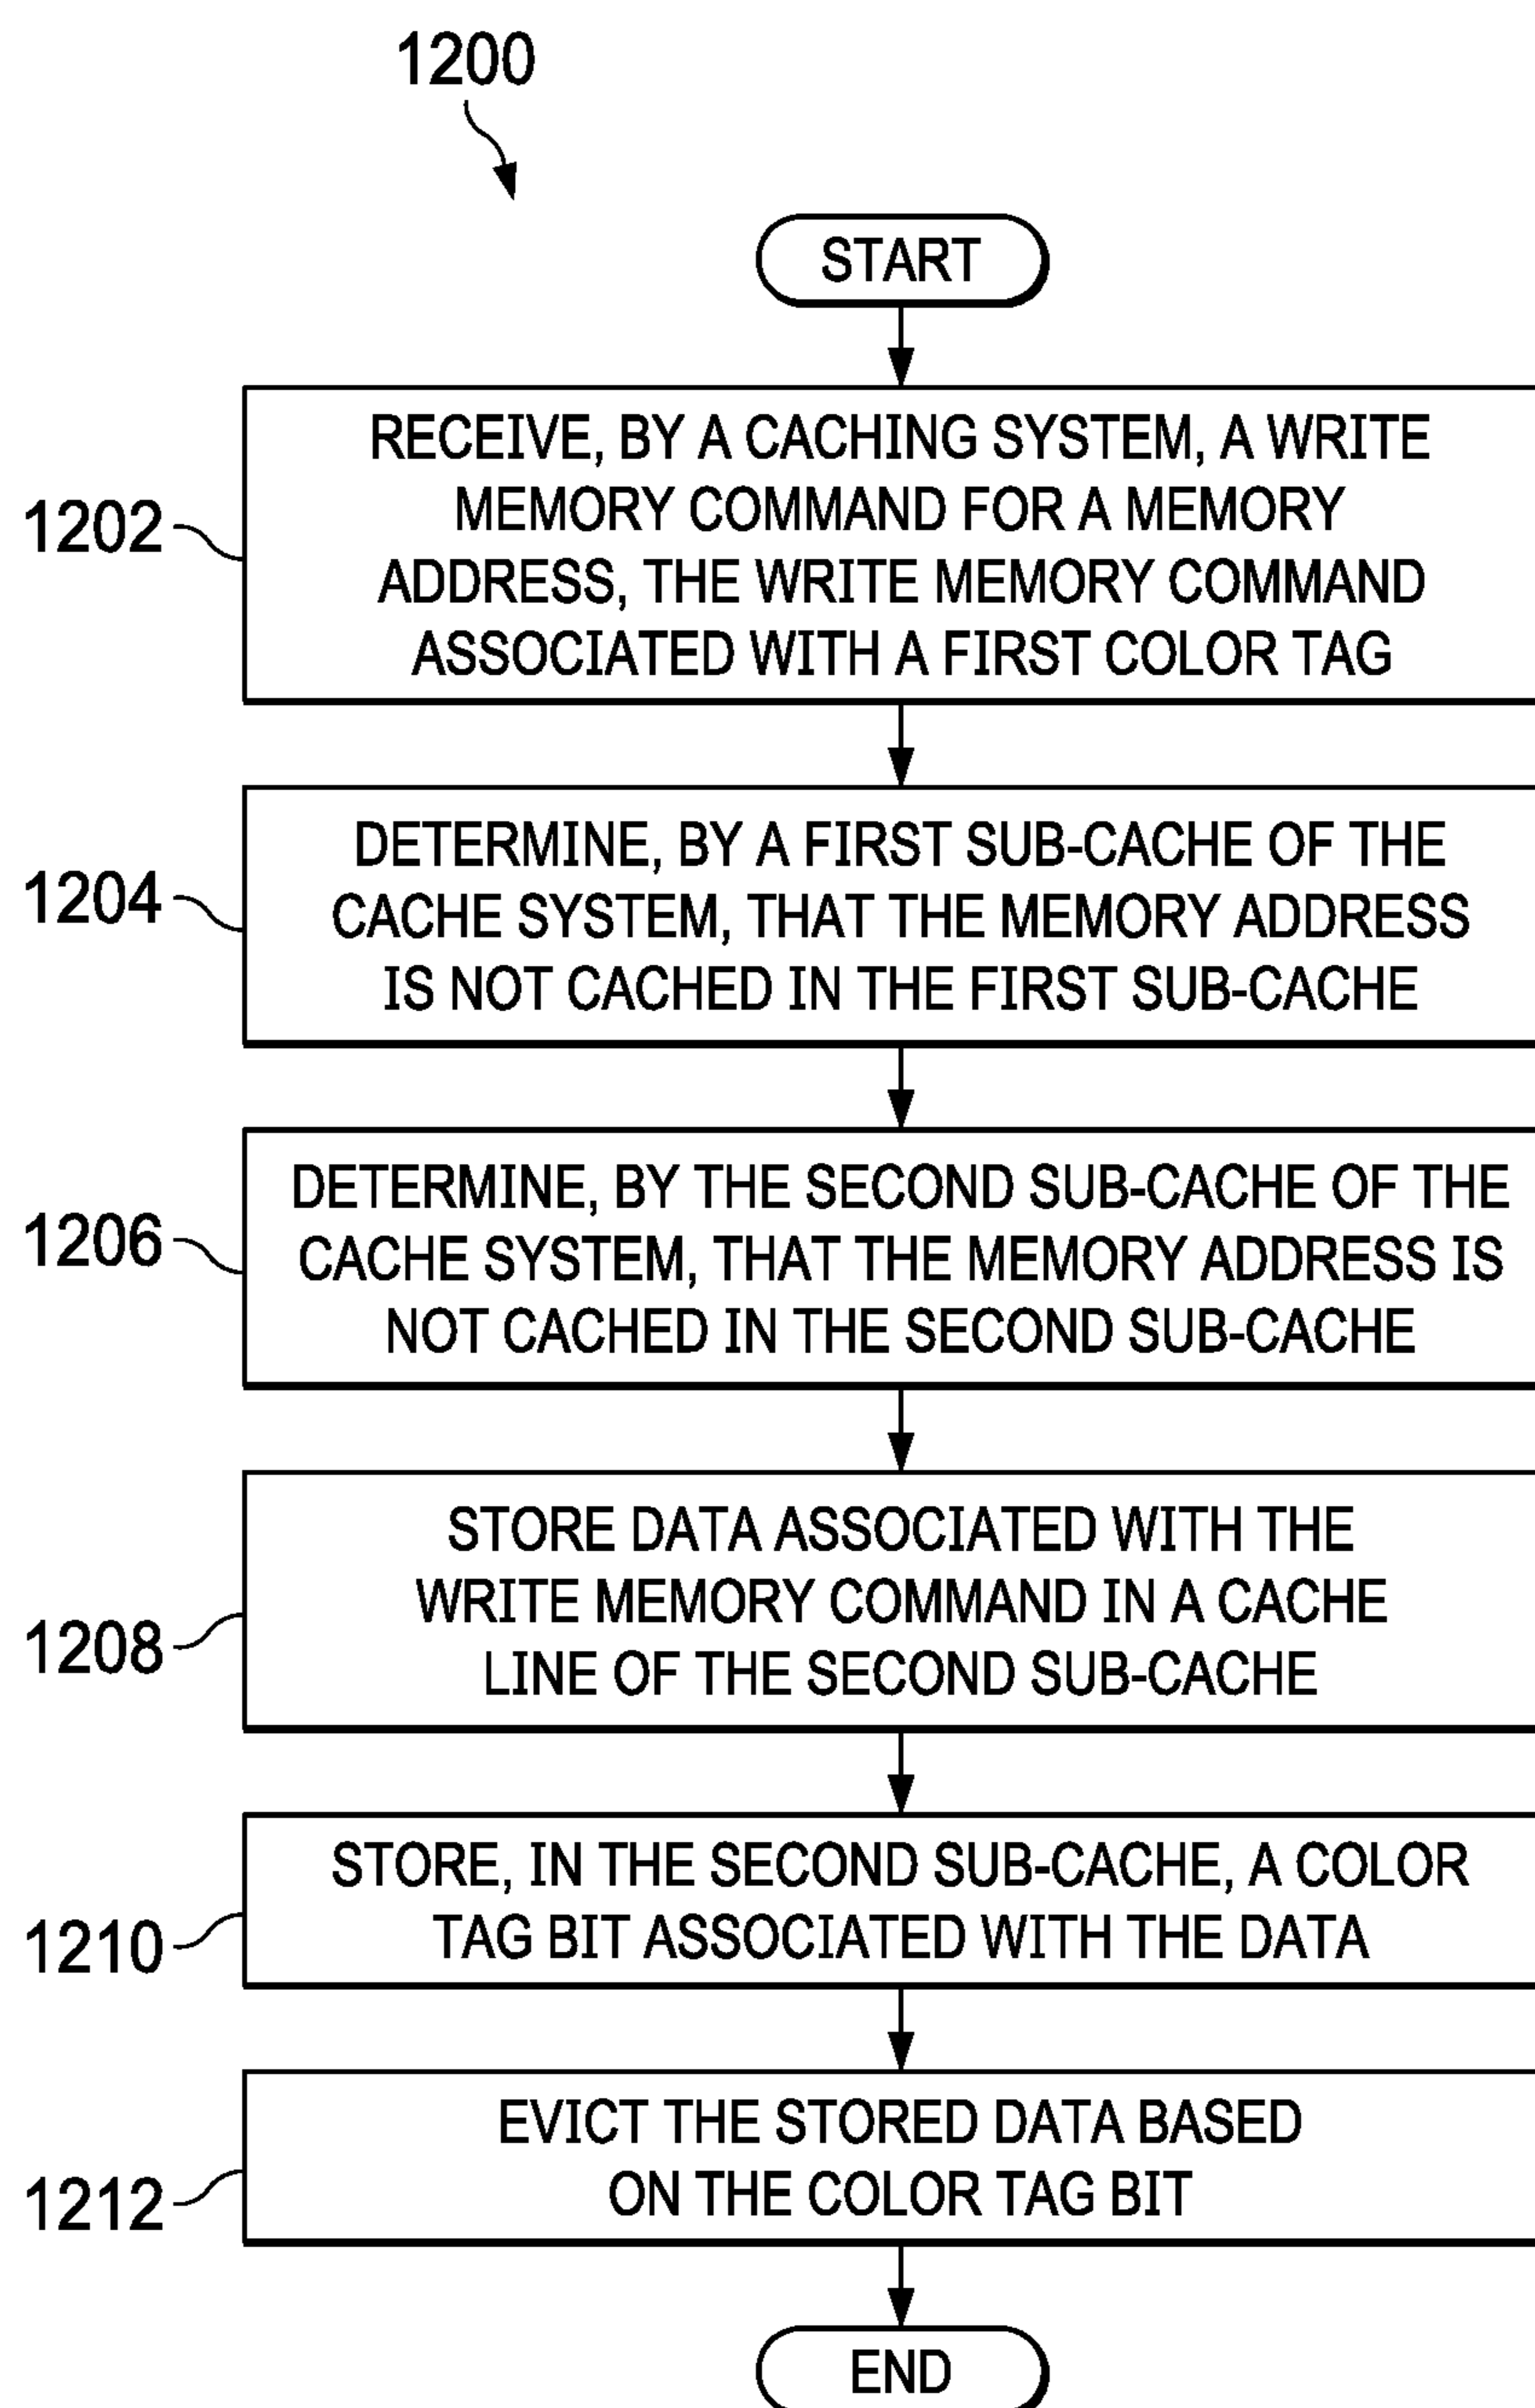 1200
START
1202
RECEIVE, BY A CACHING SYSTEM, A WRITE
MEMORY COMMAND FOR A MEMORY
ADDRESS, THE WRITE MEMORY COMMAND
ASSOCIATED WITH A FIRST COLOR TAG
1204
DETERMINE, BY A FIRST SUB-CACHE OF THE
CACHE SYSTEM, THAT THE MEMORY ADDRESS
IS NOT CACHED IN THE FIRST SUB-CACHE
1206
DETERMINE, BY THE SECOND SUB-CACHE OF THE
CACHE SYSTEM, THAT THE MEMORY ADDRESS IS
NOT CACHED IN THE SECOND SUB-CACHE
1208
STORE DATA ASSOCIATED WITH THE
WRITE MEMORY COMMAND IN A CACHE
LINE OF THE SECOND SUB-CACHE
1210
STORE, IN THE SECOND SUB-CACHE, A COLOR
TAG BIT ASSOCIATED WITH THE DATA
1212
EVICT THE STORED DATA BASED
ON THE COLOR TAG BIT
END